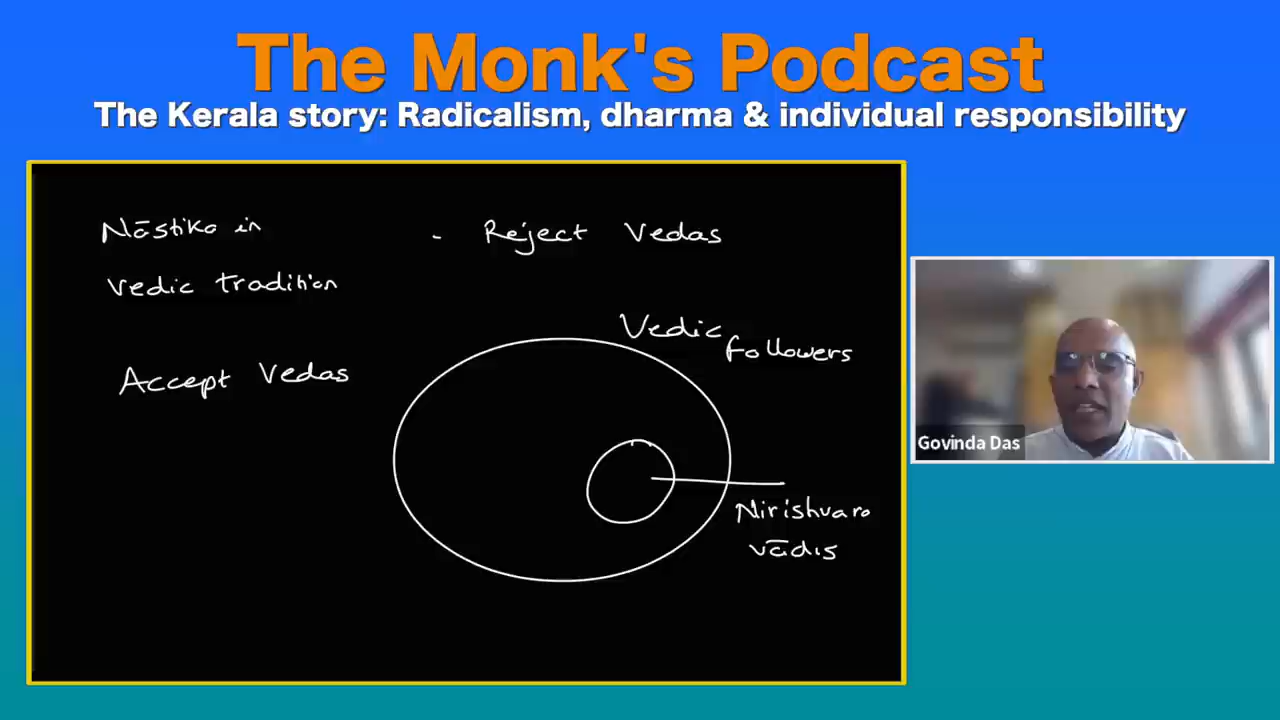 The Monk's Podcast
The Kerala story: Radicalism, dharma & individual responsibility
Nāstika in
- Reject Vedas
Vedic tradition
Vedic
followers
Accept Vedas
Nirishvara
vādis
Govinda Das